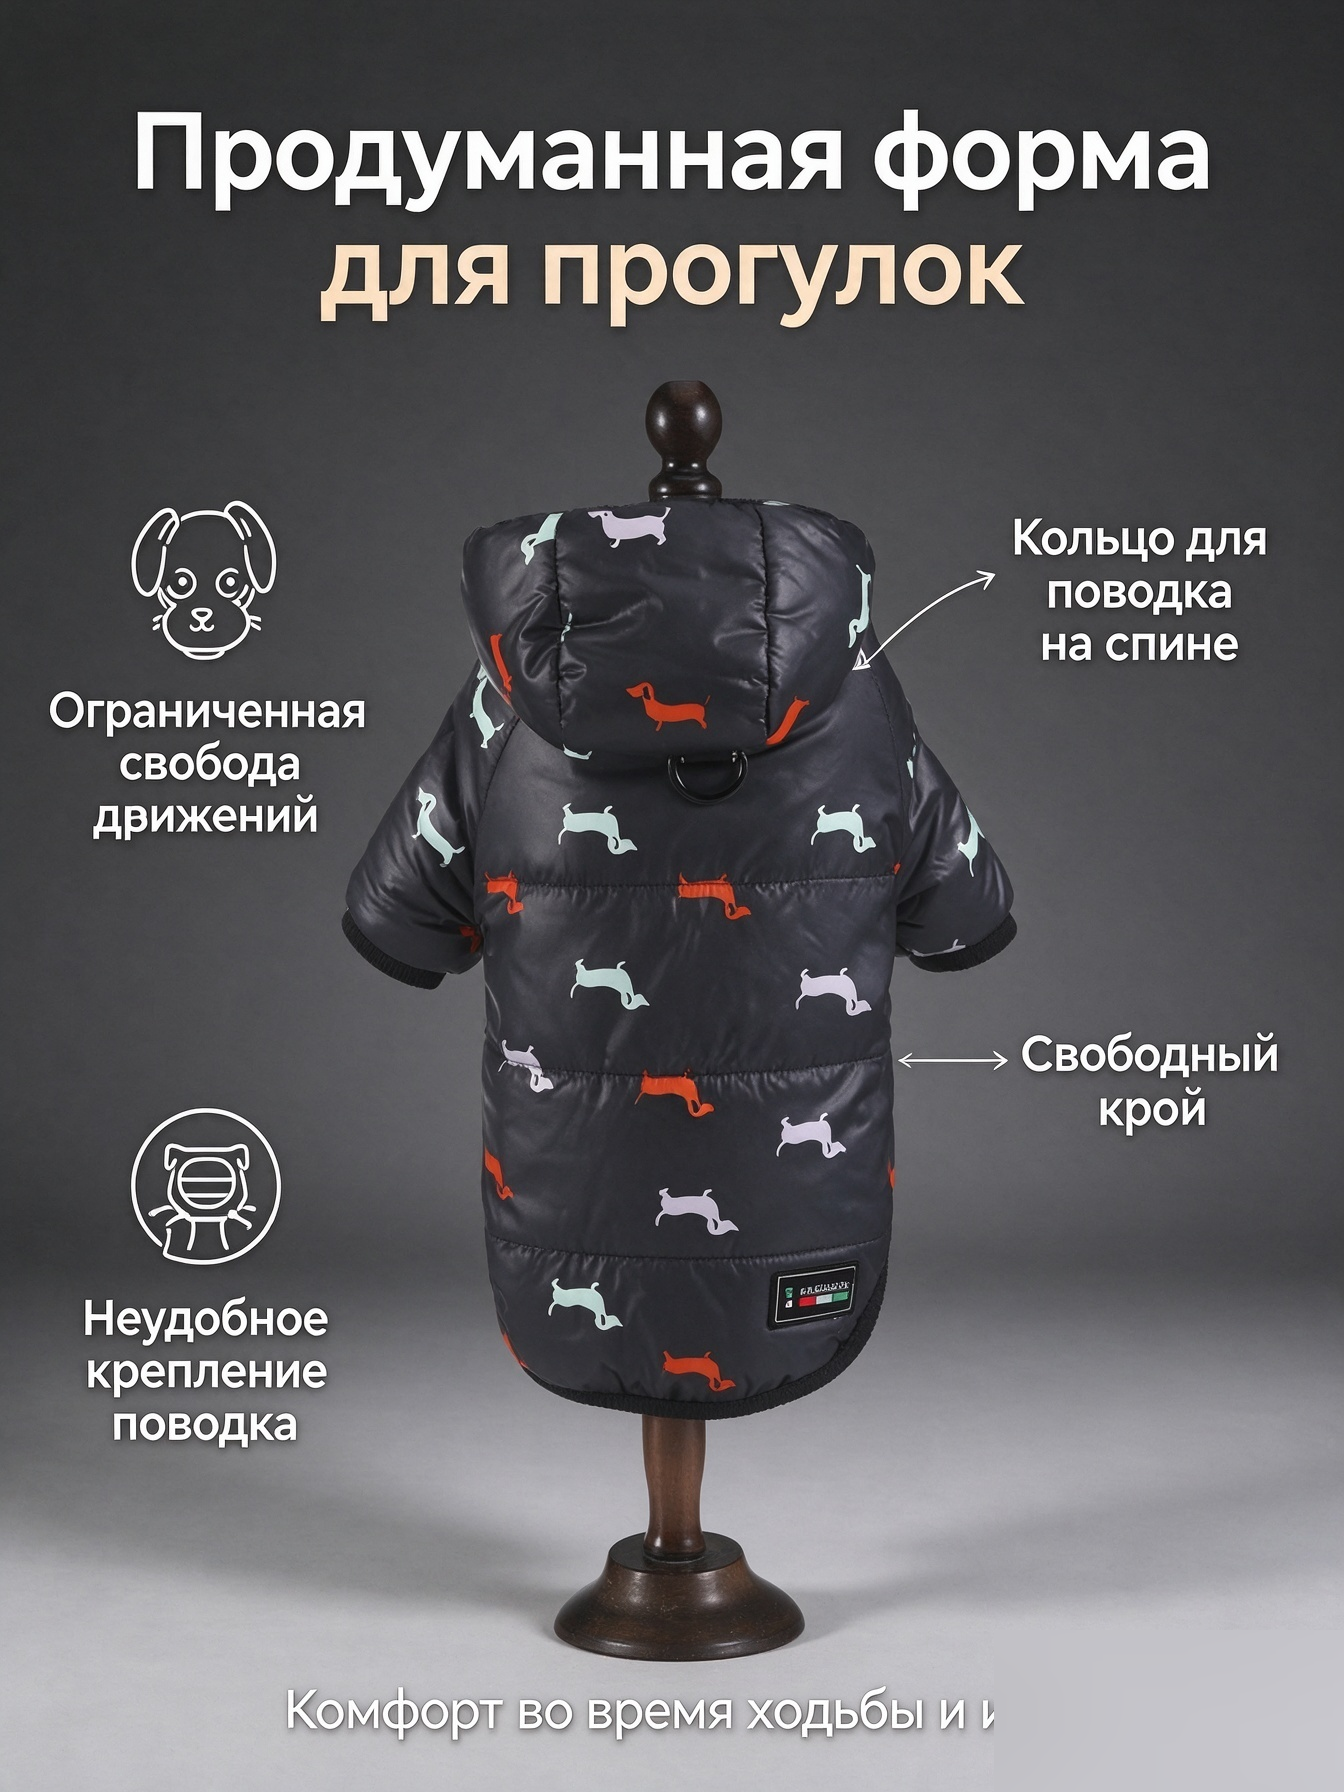 Продуманная форма
для прогулок
Ограниченная
свобода
движений
Кольцо для
поводка
на спине
Свободный
крой
Неудобное
крепление
поводка
Комфорт во время ходьбы и